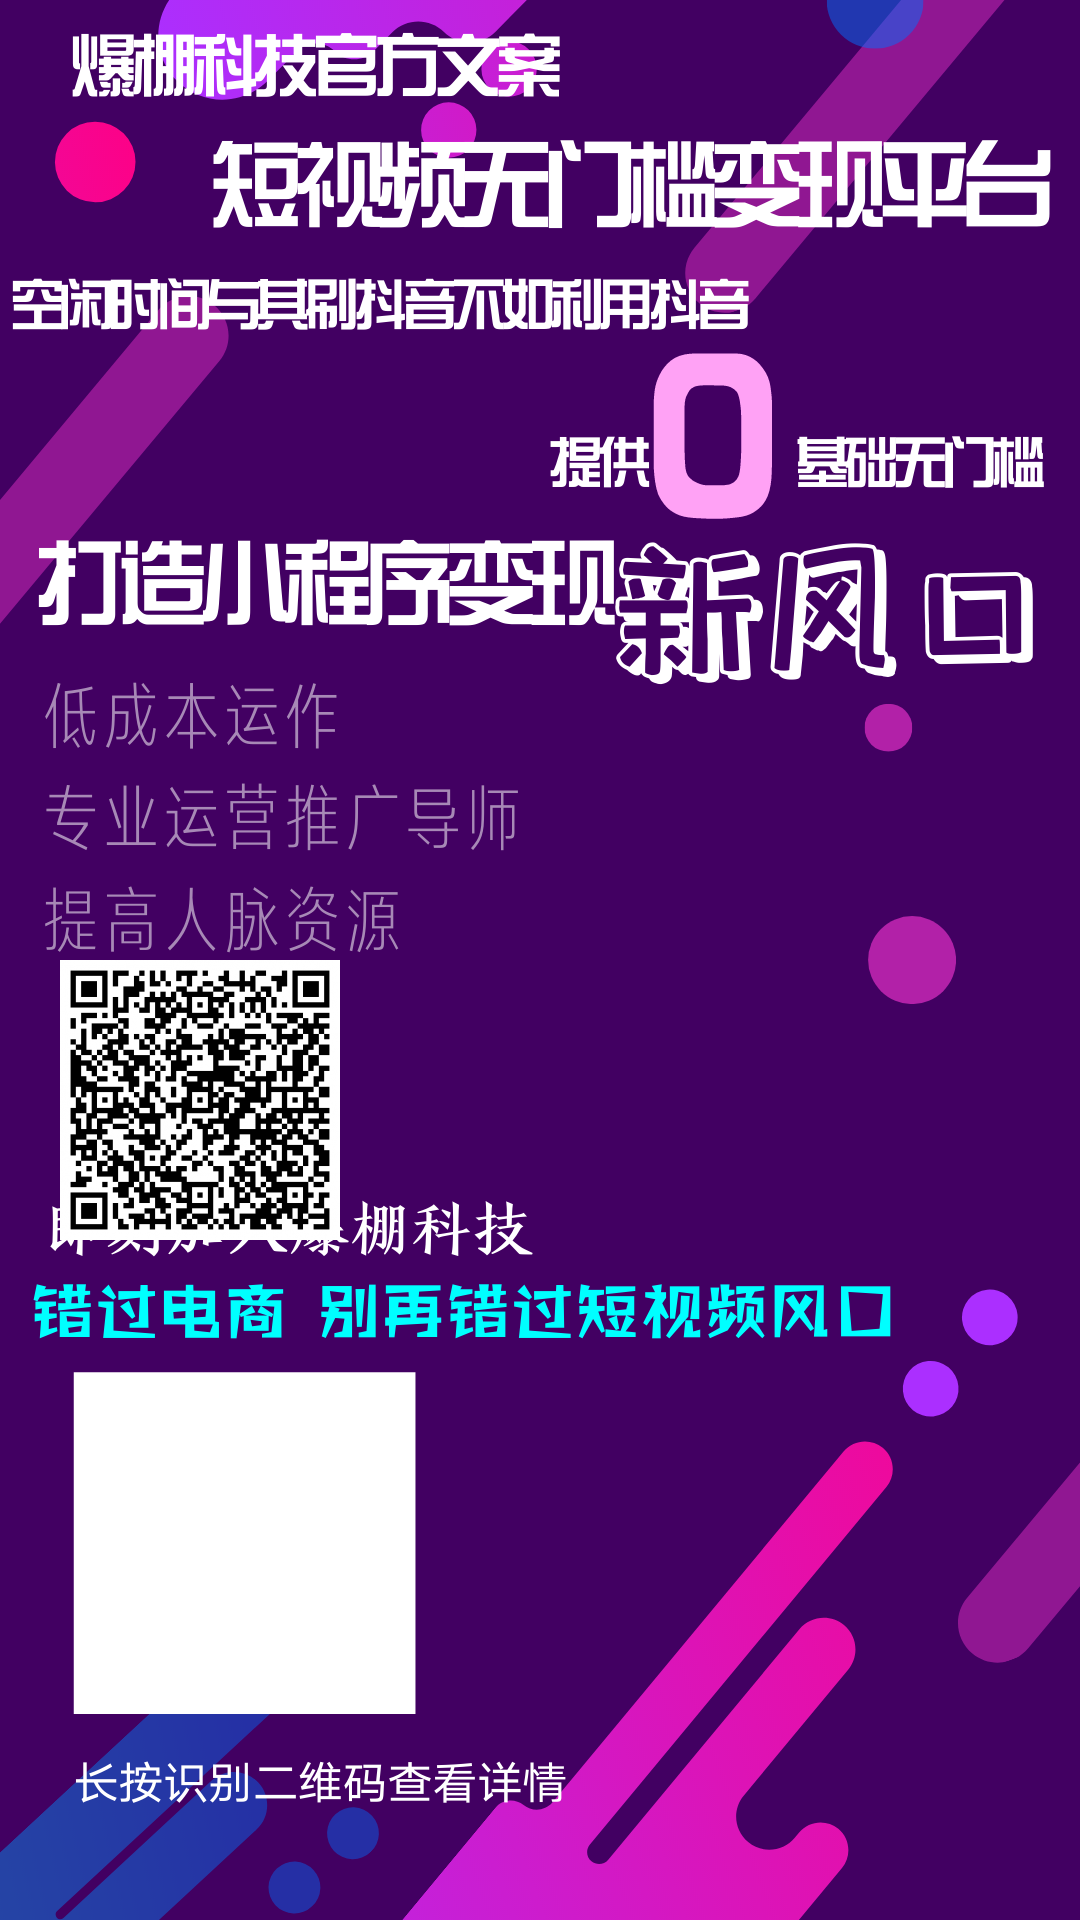 爆棚科技官方文案
短视频无门槛变现平台
空闲时间与其刷抖音不如利用抖音
提供0基础无门槛
打造小程序变现新风口
低成本运作
专业运营推广导师
提高人脉资源
即刻加入爆棚科技
错过电商 别再错过短视频风口
长按识别二维码查看详情